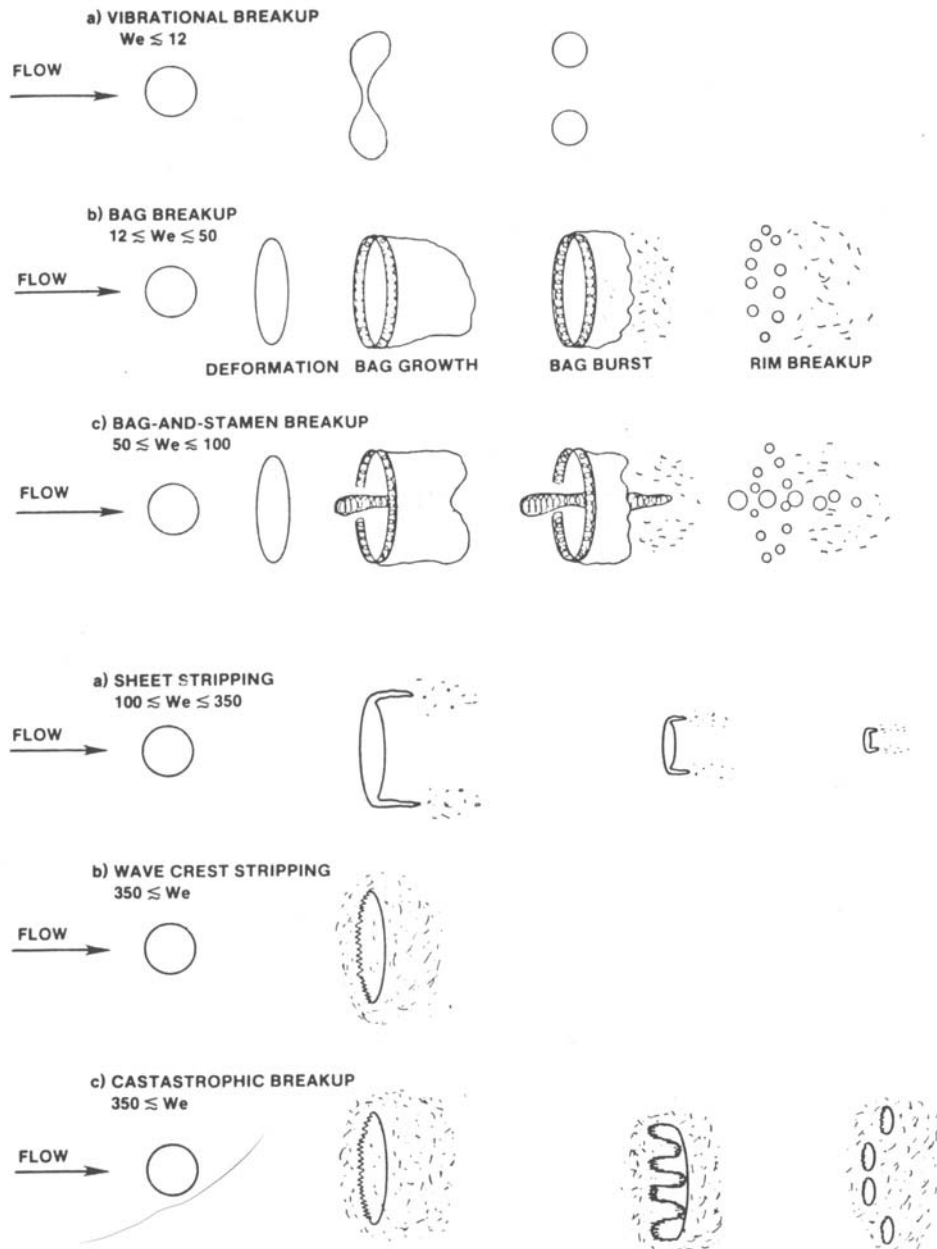 a) VIBRATIONAL BREAKUP
We ≲ 12
FLOW
b) BAG BREAKUP
12 ≲ We ≲ 50
FLOW
DEFORMATION BAG GROWTH BAG BURST RIM BREAKUP
c) BAG-AND-STAMEN BREAKUP
50 ≲ We ≲ 100
FLOW
a) SHEET STRIPPING
100 ≲ We ≲ 350
FLOW
b) WAVE CREST STRIPPING
350 ≲ We
FLOW
c) CASTASTROPHIC BREAKUP
350 ≲ We
FLOW